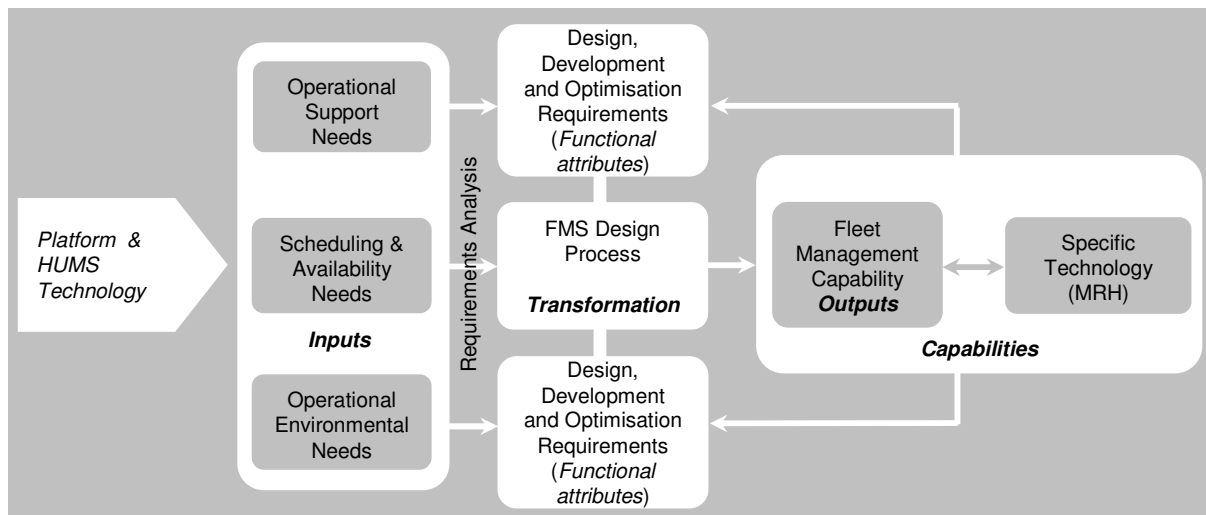 Platform &
HUMS
Technology
Operational
Support
Needs
Scheduling &
Availability
Needs
Inputs
Operational
Environmental
Needs
Requirements Analysis
Design,
Development
and Optimisation
Requirements
(Functional
attributes)
FMS Design
Process
Transformation
Design,
Development
and Optimisation
Requirements
(Functional
attributes)
Fleet
Management
Capability
Outputs
Specific
Technology
(MRH)
Capabilities